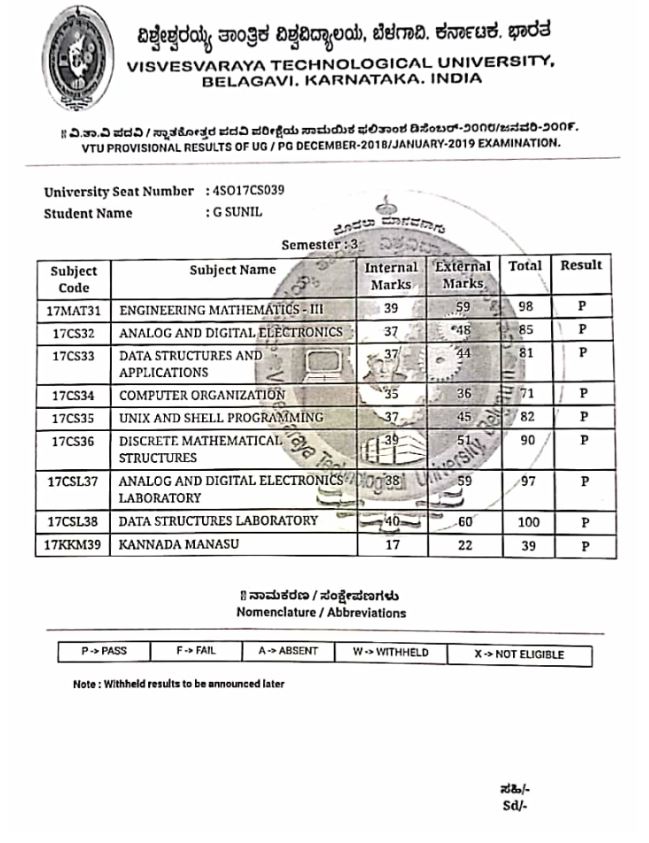 ವಿಶ್ವೇಶ್ವರಯ್ಯ ತಾಂತ್ರಿಕ ವಿಶ್ವವಿದ್ಯಾಲಯ, ಬೆಳಗಾವಿ. ಕರ್ನಾಟಕ. ಭಾರತ
VISVESVARAYA TECHNOLOGICAL UNIVERSITY,
BELAGAVI. KARNATAKA. INDIA
॥ ವಿ.ತಾ.ವಿ ಪದವಿ / ಸ್ನಾತಕೋತ್ತರ ಪದವಿ ಪರೀಕ್ಷೆಯ ಸಾಮಯಿಕ ಫಲಿತಾಂಶ ಡಿಸೆಂಬರ್-೨೦೧೮/ಜನವರಿ-೨೦೧೯.
VTU PROVISIONAL RESULTS OF UG / PG DECEMBER-2018/JANUARY-2019 EXAMINATION.
University Seat Number : 4SO17CS039
Student Name : G SUNIL
ಮೊದಲು ಮಾನವನಾಗು
Semester : 3
Subject Code Subject Name Internal Marks External Marks Total Result
17MAT31 ENGINEERING MATHEMATICS - III 39 59 98 P
17CS32 ANALOG AND DIGITAL ELECTRONICS 37 48 85 P
17CS33 DATA STRUCTURES AND 37 44 81 P
APPLICATIONS
17CS34 COMPUTER ORGANIZATION 35 36 71 P
17CS35 UNIX AND SHELL PROGRAMMING 37 45 82 P
17CS36 DISCRETE MATHEMATICAL 39 51 90 P
STRUCTURES
17CSL37 ANALOG AND DIGITAL ELECTRONICS 38 59 97 P
LABORATORY
17CSL38 DATA STRUCTURES LABORATORY 40 60 100 P
17KKM39 KANNADA MANASU 17 22 39 P
Visvesvaraya Technological University, Belgaum
॥ ನಾಮಕರಣ / ಸಂಕ್ಷೇಪಣಗಳು
Nomenclature / Abbreviations
P -> PASS F -> FAIL A -> ABSENT W -> WITHHELD X -> NOT ELIGIBLE
Note : Withheld results to be announced later
ಸಹಿ/-
Sd/-